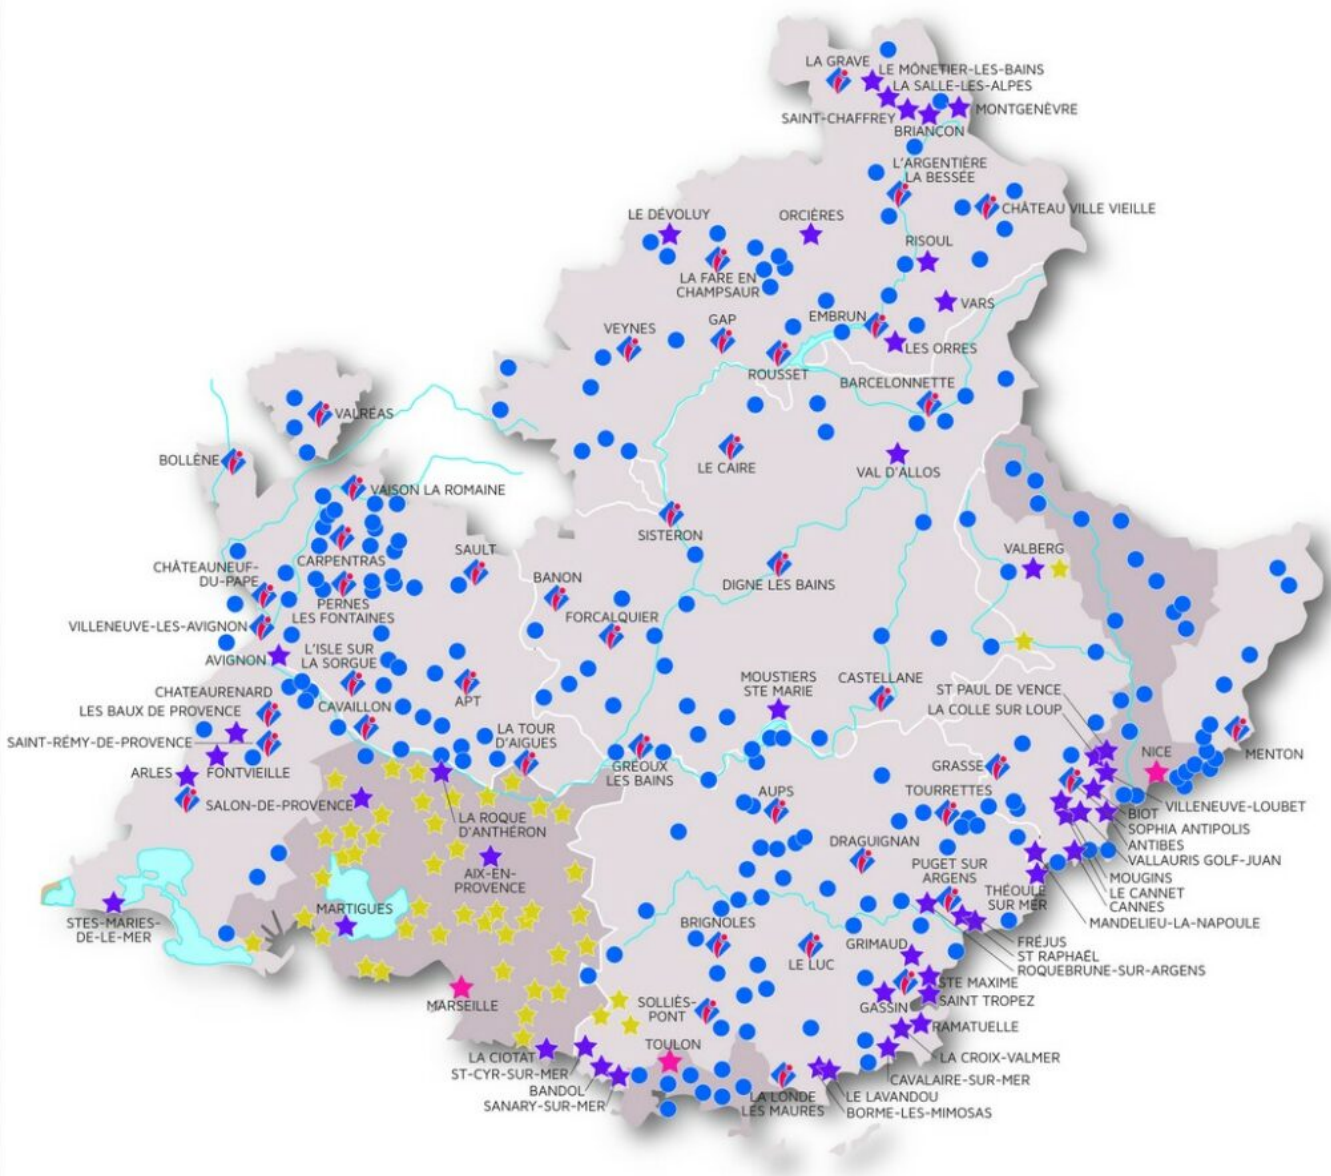 LA GRAVE
LE MÔNETIER-LES-BAINS
LA SALLE-LES-ALPES
SAINT-CHAFFREY
MONTGENÈVRE
BRIANÇON
L'ARGENTIÈRE
LA BESSÉE
CHÂTEAU VILLE VIEILLE
LE DÉVOLUY
ORCIÈRES
RISOUL
LA FARE EN
CHAMPSAUR
VARS
VEYNES
GAP
EMBRUN
LES ORRES
ROUSSET
BARCELONNETTE
VALRÉAS
BOLLÈNE
LE CAIRE
VAL D'ALLOS
VAISON LA ROMAINE
SISTERON
CARPENTRAS
SAULT
VALBERG
CHÂTEAUNEUF-
DU-PAPE
BANON
DIGNE LES BAINS
PERNES
LES FONTAINES
FORCALQUIER
VILLENEUVE-LES-AVIGNON
AVIGNON
L'ISLE SUR
LA SORGUE
MOUSTIERS
STE MARIE
CASTELLANE
ST PAUL DE VENCE
CHATEAURENARD
APT
LES BAUX DE PROVENCE
CAVAILLON
LA COLLE SUR LOUP
LA TOUR
D'AIGUES
SAINT-RÉMY-DE-PROVENCE
GRÉOUX
LES BAINS
GRASSE
NICE
MENTON
ARLES
FONTVIEILLE
AUPS
TOURRETTES
SALON-DE-PROVENCE
VILLENEUVE-LOUBET
LA ROQUE
D'ANTHÉRON
BIOT
SOPHIA ANTIPOLIS
ANTIBES
DRAGUIGNAN
VALLAURIS GOLF-JUAN
AIX-EN-
PROVENCE
PUGET SUR
ARGENS
MOUGINS
THÉOULE
SUR MER
LE CANNET
CANNES
MARTIGUES
MANDELIEU-LA-NAPOULE
STES-MARIES-
DE-LE-MER
BRIGNOLES
GRIMAUD
FRÉJUS
LE LUC
ST RAPHAËL
ROQUEBRUNE-SUR-ARGENS
STE MAXIME
MARSEILLE
SOLLIÈS-
PONT
GASSIN
SAINT TROPEZ
RAMATUELLE
TOULON
LA CIOTAT
LA CROIX-VALMER
ST-CYR-SUR-MER
CAVALAIRE-SUR-MER
BANDOL
LA LONDE
LES MAURES
LE LAVANDOU
SANARY-SUR-MER
BORME-LES-MIMOSAS